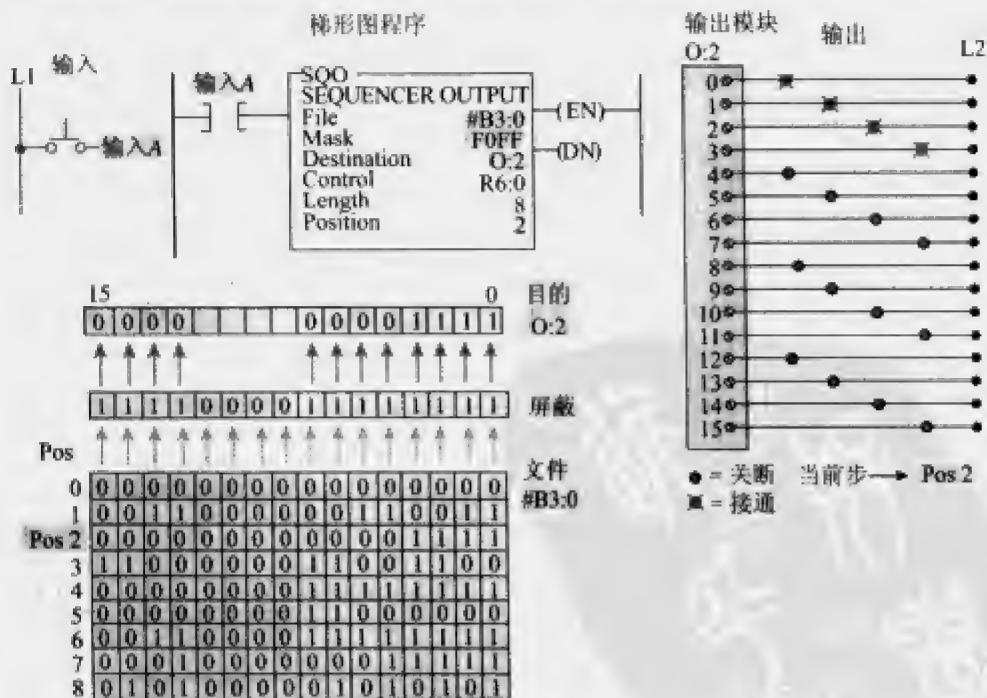 梯形图程序
L1 输入
输入A
输入A
SQO
SEQUENCER OUTPUT
File #B3:0
Mask F0FF
Destination O:2
Control R6:0
Length 8
Position 2
(EN)
(DN)
输出模块 输出
O:2 L2
0
1
2
3
4
5
6
7
8
9
10
11
12
13
14
15
● = 关断 当前步 Pos 2
= 接通
15 0 目的
0 0 0 0 0 0 0 0 1 1 1 1 O:2
1 1 1 1 0 0 0 0 1 1 1 1 1 1 1 1 屏蔽
Pos 文件
#B3:0
0 0 0 0 0 0 0 0 0 0 0 0 0 0 0 0 0
1 0 0 1 1 0 0 0 0 0 0 1 1 0 0 1 1
Pos 2 0 0 0 0 0 0 0 0 0 0 0 0 1 1 1 1
3 1 1 0 0 0 0 0 0 1 1 0 0 1 1 0 0
4 0 0 0 0 0 0 0 0 1 1 1 1 1 1 1 1
5 0 0 0 0 0 0 0 0 1 1 0 0 0 0 0 0
6 0 0 1 1 0 0 0 0 1 1 1 1 1 1 1 1
7 0 0 0 1 0 0 0 0 0 0 0 1 1 1 1 1
8 0 1 0 1 0 0 0 0 0 1 0 1 0 1 0 1